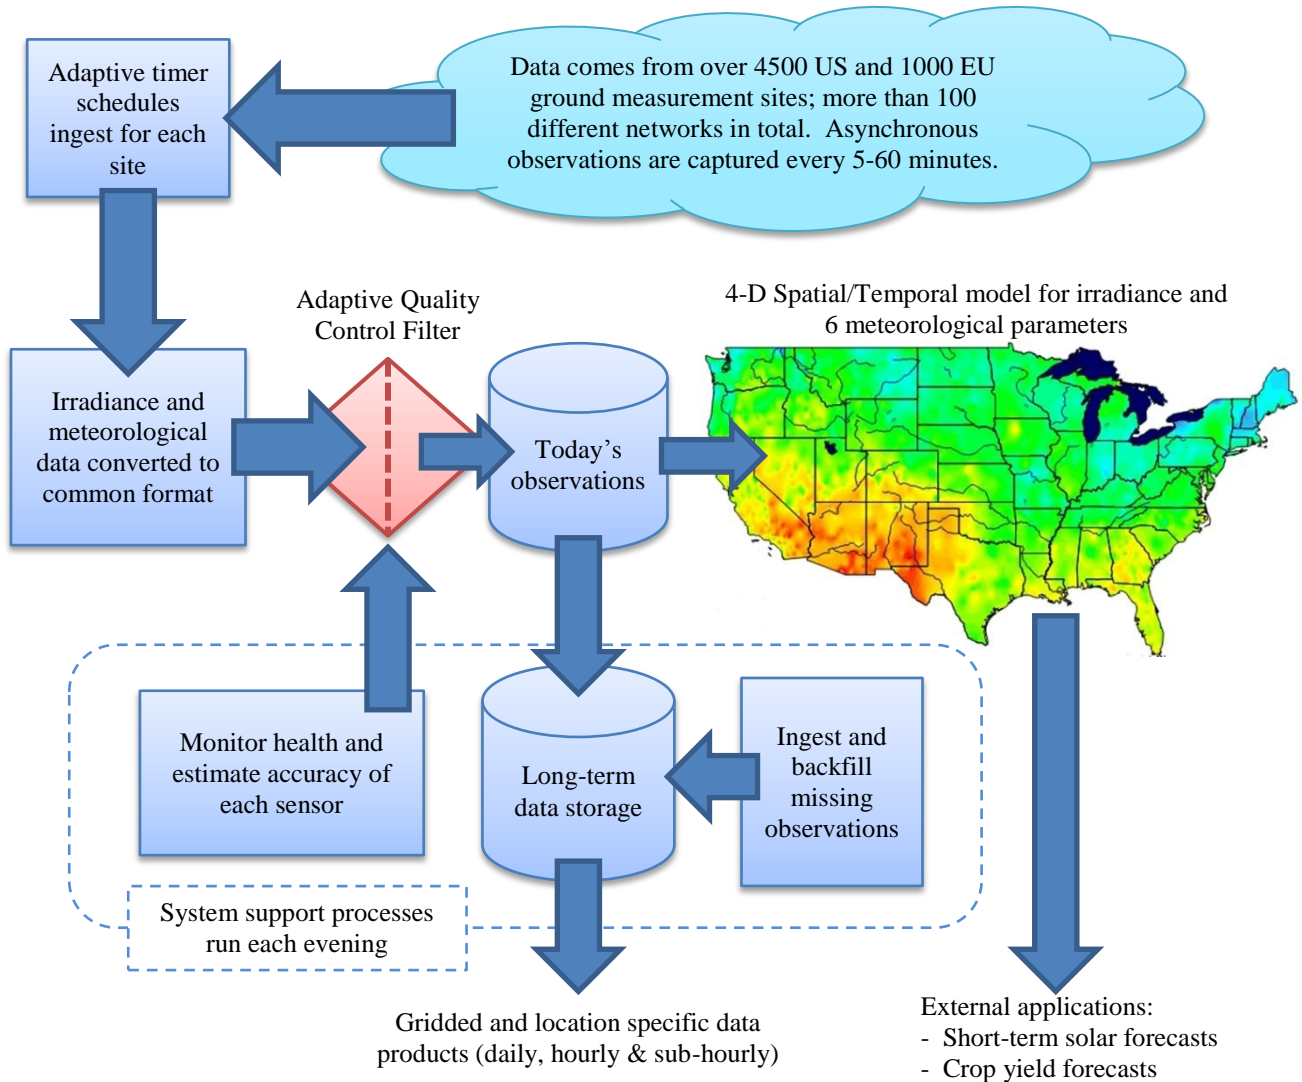 Adaptive timer
schedules
ingest for each
site
Data comes from over 4500 US and 1000 EU
ground measurement sites; more than 100
different networks in total.  Asynchronous
observations are captured every 5-60 minutes.
Adaptive Quality
Control Filter
4-D Spatial/Temporal model for irradiance and
6 meteorological parameters
Irradiance and
meteorological
data converted to
common format
Today’s
observations
Monitor health and
estimate accuracy of
each sensor
Long-term
data storage
Ingest and
backfill
missing
observations
System support processes
run each evening
Gridded and location specific data
products (daily, hourly & sub-hourly)
External applications:
- Short-term solar forecasts
- Crop yield forecasts